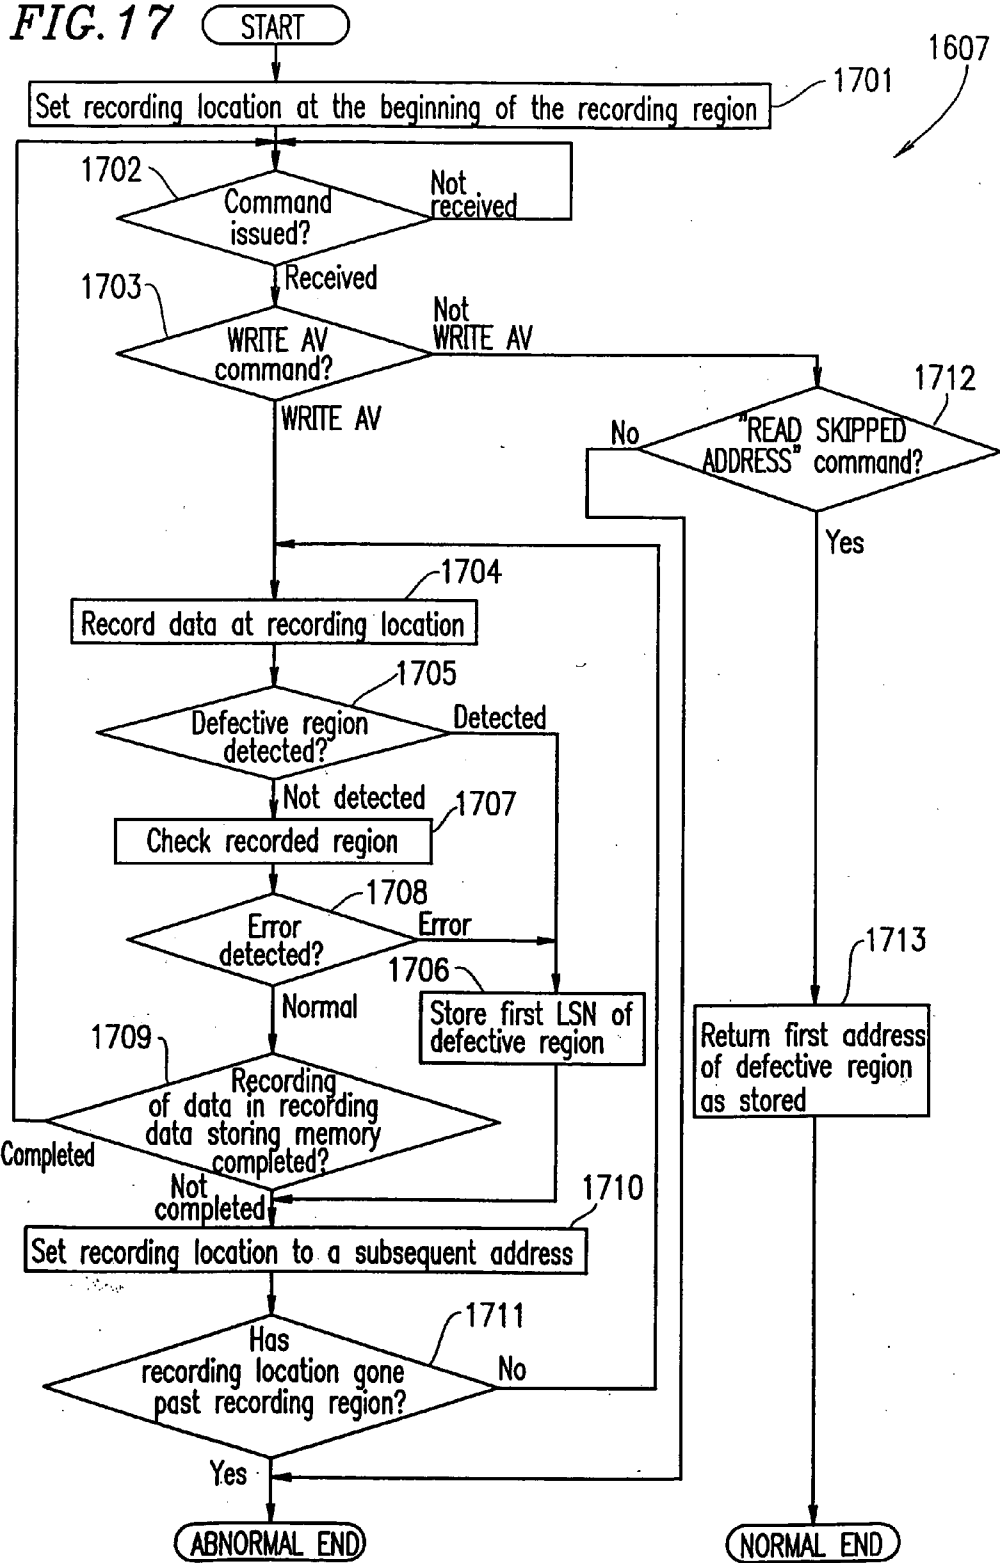 FIG. 17
START
1607
1701
Set recording location at the beginning of the recording region
1702
Command
issued?
Not
received
Received
1703
WRITE AV
command?
Not
WRITE AV
WRITE AV
1712
"READ SKIPPED
ADDRESS" command?
No
Yes
1704
Record data at recording location
1705
Defective region
detected?
Detected
Not detected
1707
Check recorded region
1708
Error
detected?
Error
Normal
1706
Store first LSN of
defective region
1713
Return first address
of defective region
as stored
1709
Recording
of data in recording
data storing memory
completed?
Completed
Not
completed
1710
Set recording location to a subsequent address
1711
Has
recording location gone
past recording region?
No
Yes
ABNORMAL END
NORMAL END